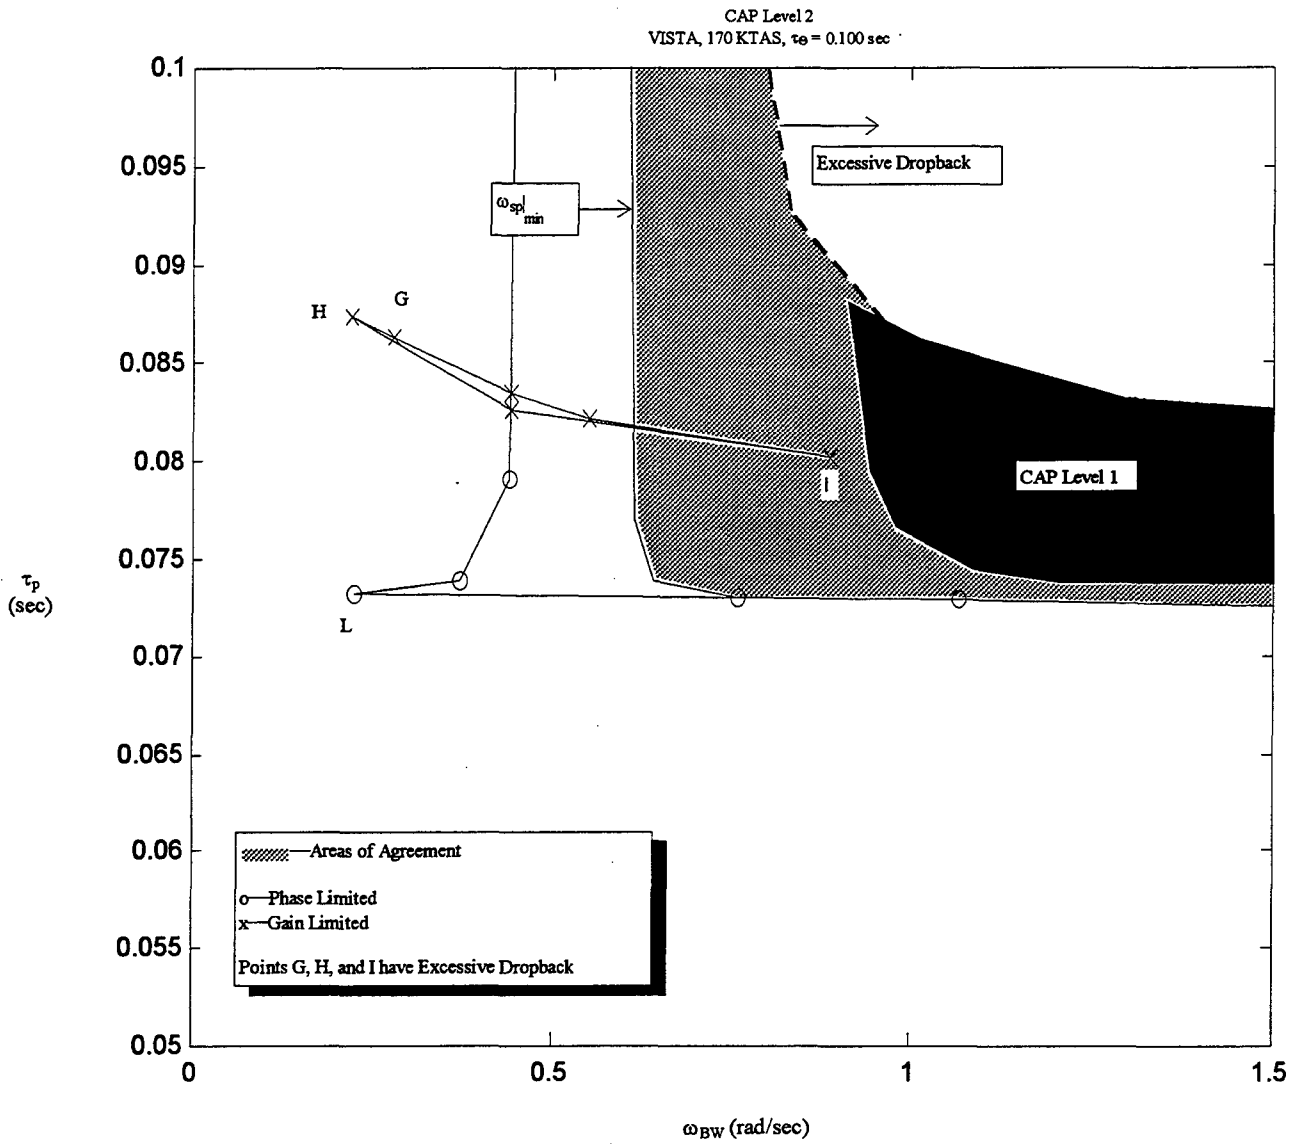 CAP Level 2
VISTA, 170 KTAS, τΘ = 0.100 sec
0.1
0.095
0.09
0.085
0.08
0.075
0.07
0.065
0.06
0.055
0.05
τp
(sec)
Excessive Dropback
ωsp|min
H
G
I
CAP Level 1
L
Areas of Agreement
Phase Limited
Gain Limited
Points G, H, and I have Excessive Dropback
0
0.5
1
1.5
ωBW (rad/sec)